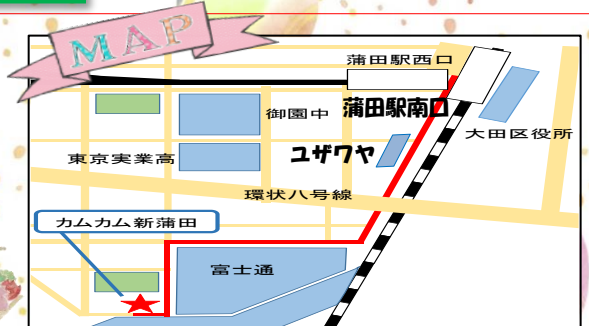 MAP
蒲田駅西口
蒲田駅南口
御園中
大田区役所
東京実業高
ユザワヤ
環状八号線
カムカム新蒲田
富士通